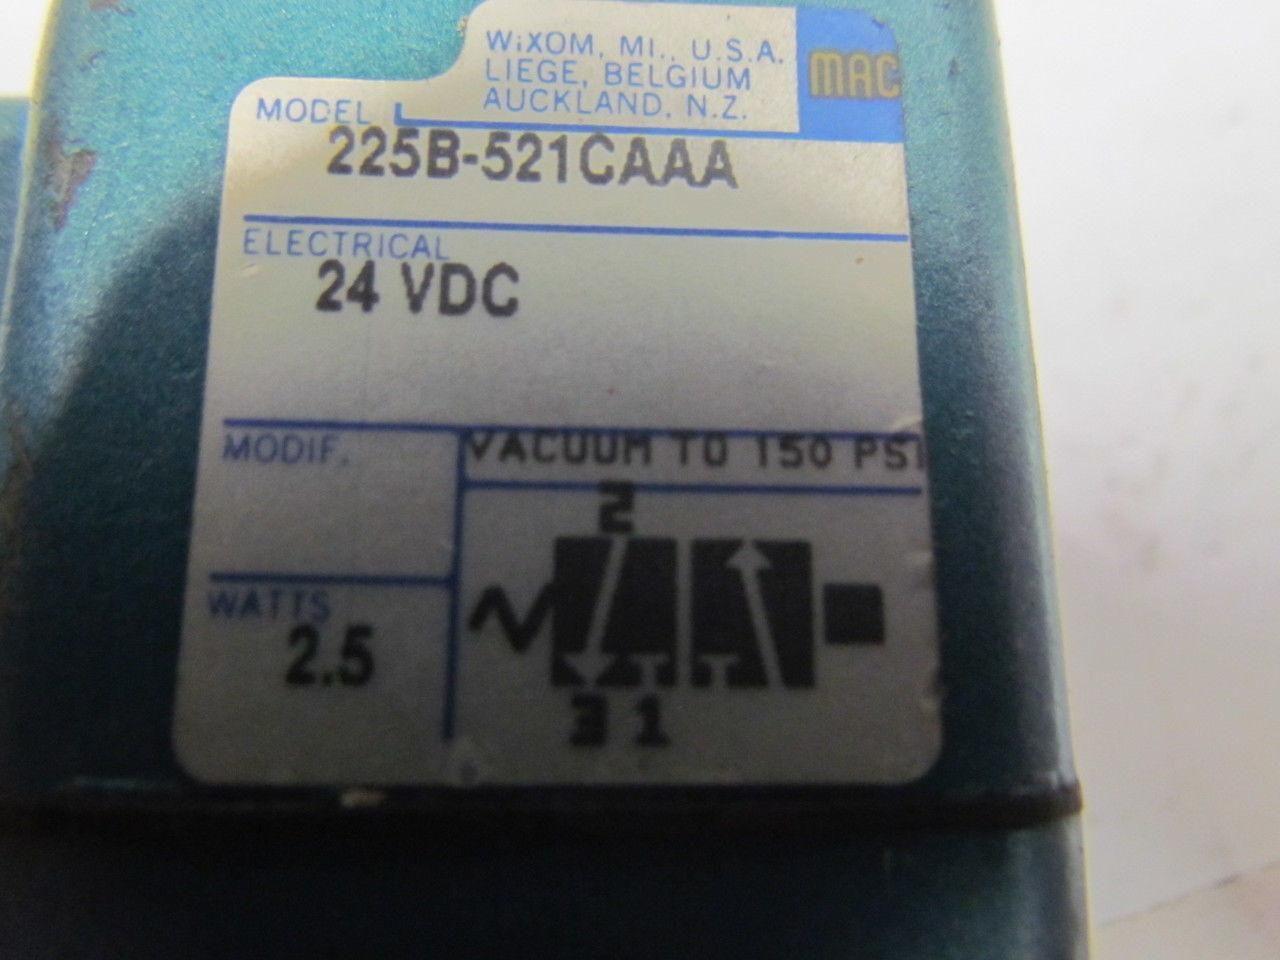 WiXOM, MI., U.S.A.
LIEGE, BELGIUM
AUCKLAND, N.Z.
MAC
MODEL
225B-521CAAA
ELECTRICAL
24 VDC
MODIF.
VACUUM TO 150 PSI
2
WATTS
2.5
3 1